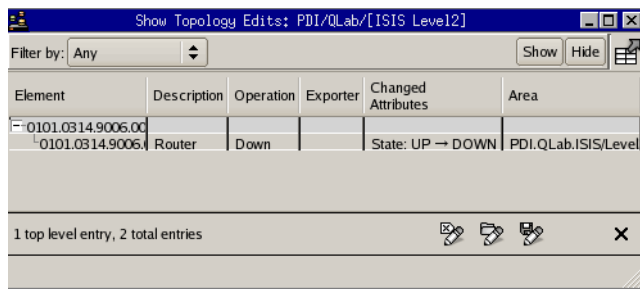 Show Topology Edits: PDI/QLab/[ISIS Level2]
Filter by: Any Show Hide
Element Description Operation Exporter Changed Attributes Area
0101.0314.9006.00
0101.0314.9006. Router Down State: UP → DOWN PDI.QLab.ISIS/Level
1 top level entry, 2 total entries